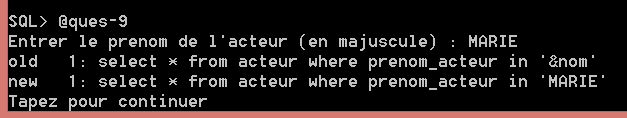 SQL> @ques-9
Entrer le prenom de l'acteur (en majuscule) : MARIE
old   1: select * from acteur where prenom_acteur in '&nom'
new   1: select * from acteur where prenom_acteur in 'MARIE'
Tapez pour continuer